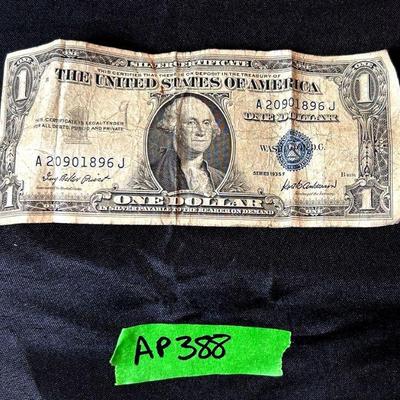 1
SILVER CERTIFICATE
1
THIS CERTIFIES THAT THERE IS ON DEPOSIT IN THE TREASURY OF
THE UNITED STATES OF AMERICA
THIS CERTIFICATE IS LEGAL TENDER
FOR ALL DEBTS, PUBLIC AND PRIVATE
A 20901896 J
ONE DOLLAR
WASHINGTON, D.C.
A 20901896 J
SERIES 1935 F
ONE DOLLAR
IN SILVER PAYABLE TO THE BEARER ON DEMAND
1
ONE
1
AP388